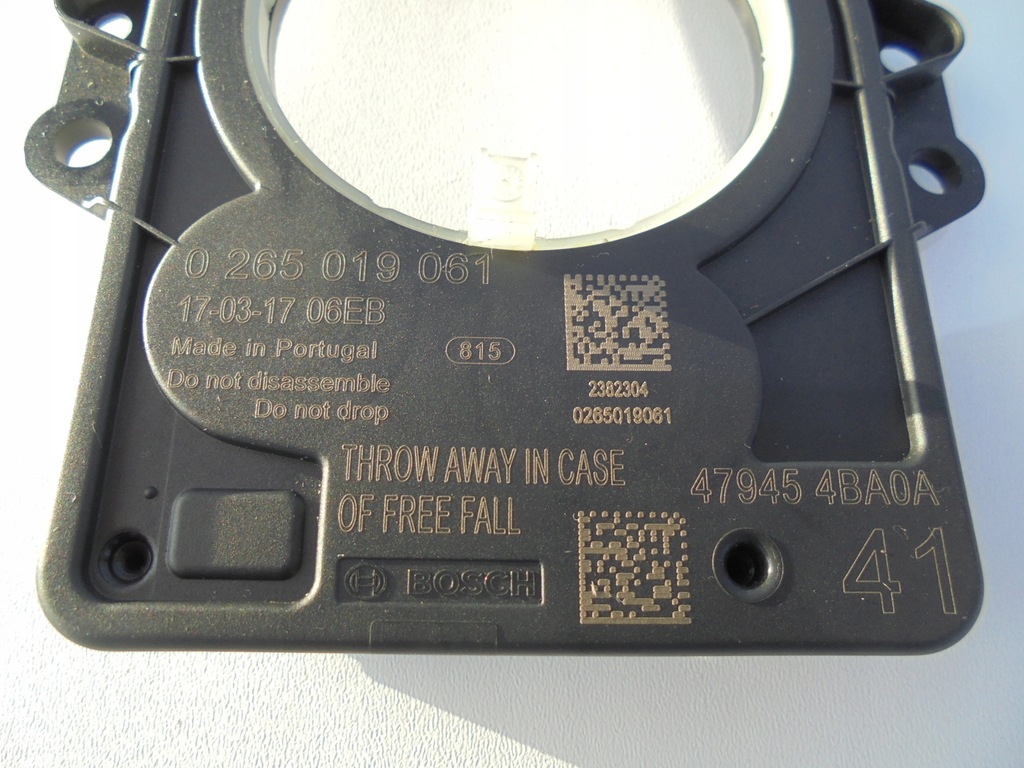 0 265 019 061
17-03-17 06EB
Made in Portugal
815
Do not disassemble
Do not drop
2382304
0265019061
THROW AWAY IN CASE
OF FREE FALL
47945 4BA0A
41
BOSCH